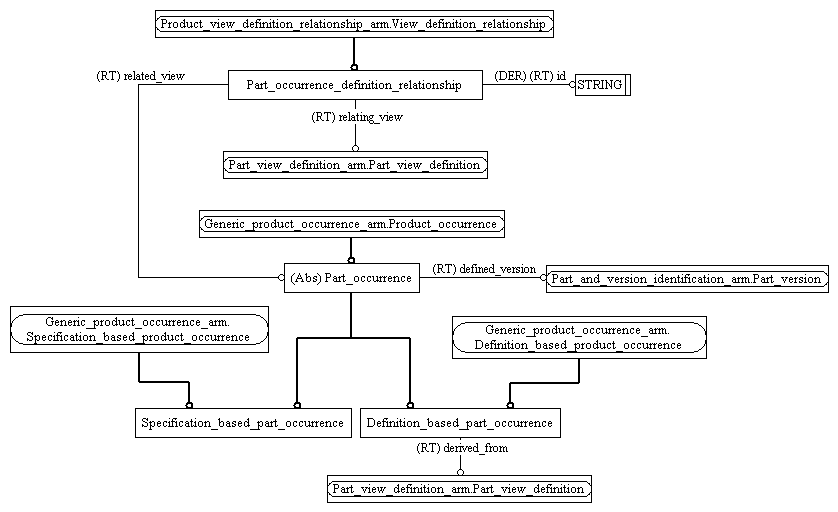 Product_view_definition_relationship_arm.View_definition_relationship
(RT) related_view
Part_occurrence_definition_relationship
(DER) (RT) id
STRING
(RT) relating_view
Part_view_definition_arm.Part_view_definition
Generic_product_occurrence_arm.Product_occurrence
(Abs) Part_occurrence
(RT) defined_version
Part_and_version_identification_arm.Part_version
Generic_product_occurrence_arm.
Specification_based_product_occurrence
Generic_product_occurrence_arm.
Definition_based_product_occurrence
Specification_based_part_occurrence
Definition_based_part_occurrence
(RT) derived_from
Part_view_definition_arm.Part_view_definition